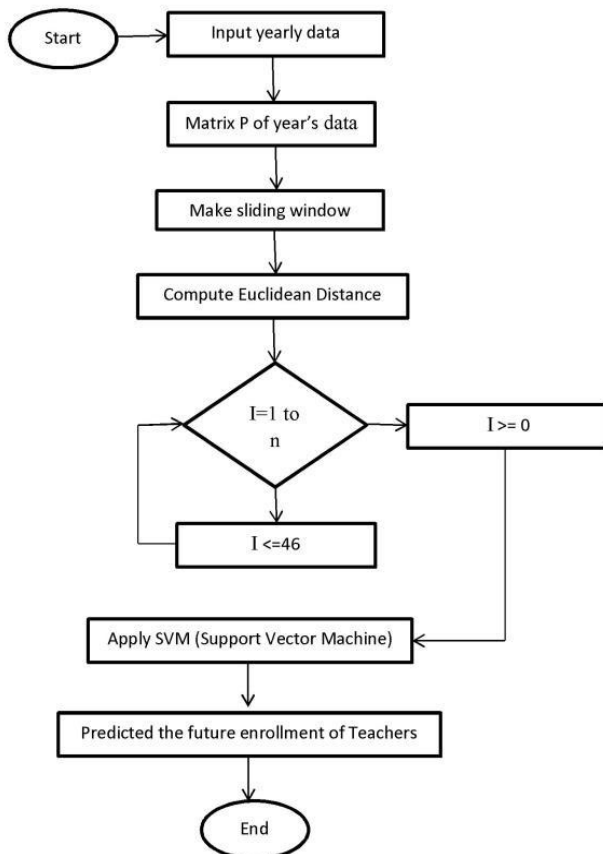 Start
Input yearly data
Matrix P of year's data
Make sliding window
Compute Euclidean Distance
I=1 to
n
I >= 0
I <=46
Apply SVM (Support Vector Machine)
Predicted the future enrollment of Teachers
End